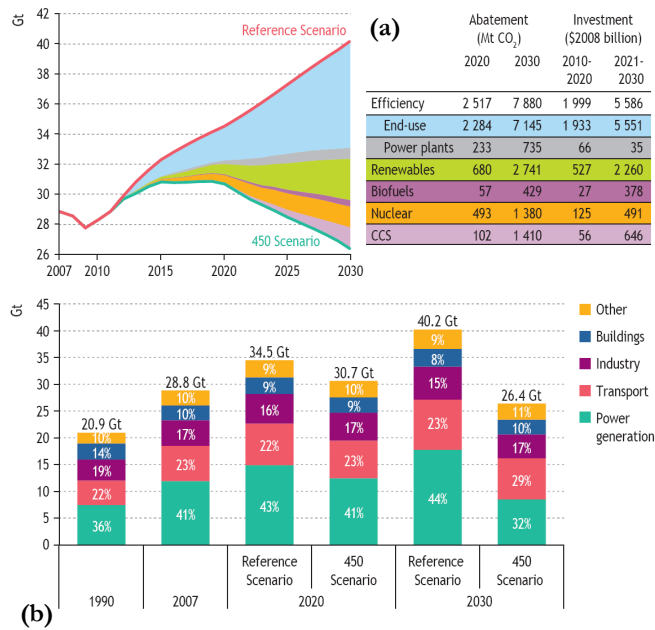 Gt
42
40
38
36
34
32
30
28
26
2007 2010 2015 2020 2025 2030
Reference Scenario
450 Scenario
(a)
Abatement Investment
(Mt CO₂) ($2008 billion)
2020 2030 2010-2020 2021-2030
Efficiency 2 517 7 880 1 999 5 586
End-use 2 284 7 145 1 933 5 551
Power plants 233 735 66 35
Renewables 680 2 741 527 2 260
Biofuels 57 429 27 378
Nuclear 493 1 380 125 491
CCS 102 1 410 56 646
Gt
45
40
35
30
25
20
15
10
5
0
20.9 Gt
10%
14%
19%
22%
36%
28.8 Gt
10%
10%
17%
23%
41%
34.5 Gt
9%
9%
16%
22%
43%
30.7 Gt
10%
9%
17%
23%
41%
40.2 Gt
9%
8%
15%
23%
44%
26.4 Gt
11%
10%
17%
29%
32%
Other
Buildings
Industry
Transport
Power
generation
Reference 450 Reference 450
Scenario Scenario Scenario Scenario
1990 2007 2020 2030
(b)